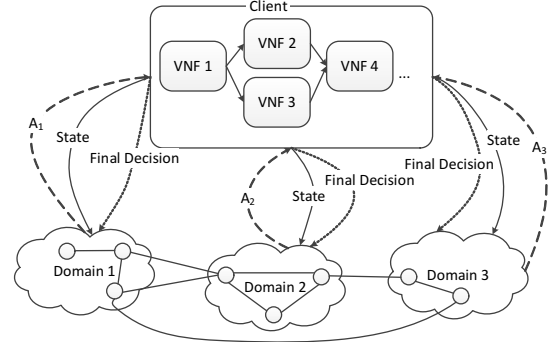 Client
VNF 1
VNF 2
VNF 3
VNF 4
...
A1
State
Final Decision
A2
State
Final Decision
Final Decision
State
A3
Domain 1
Domain 2
Domain 3